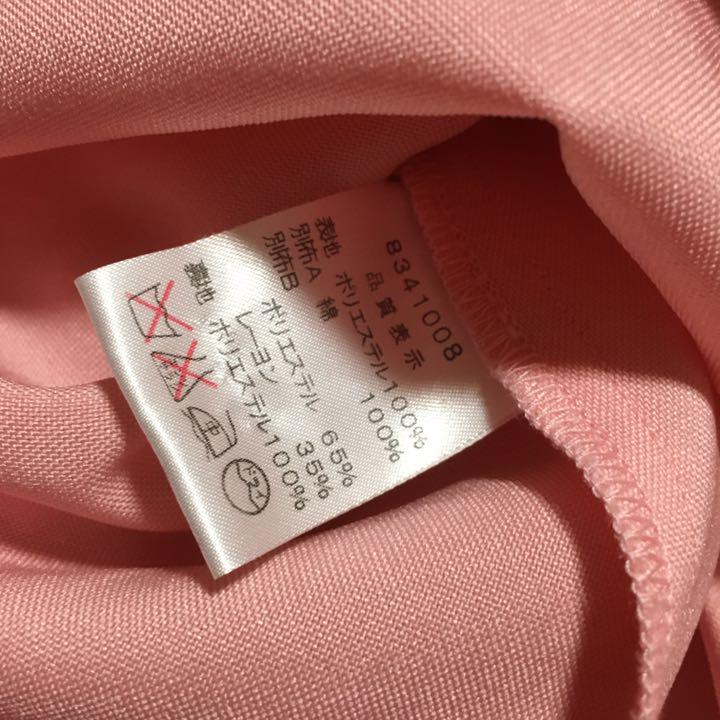 8341008
品質表示
表地 ポリエステル100%
別布A 綿 100%
別布B ポリエステル 65%
レーヨン 35%
裏地 ポリエステル100%
中
ドライ